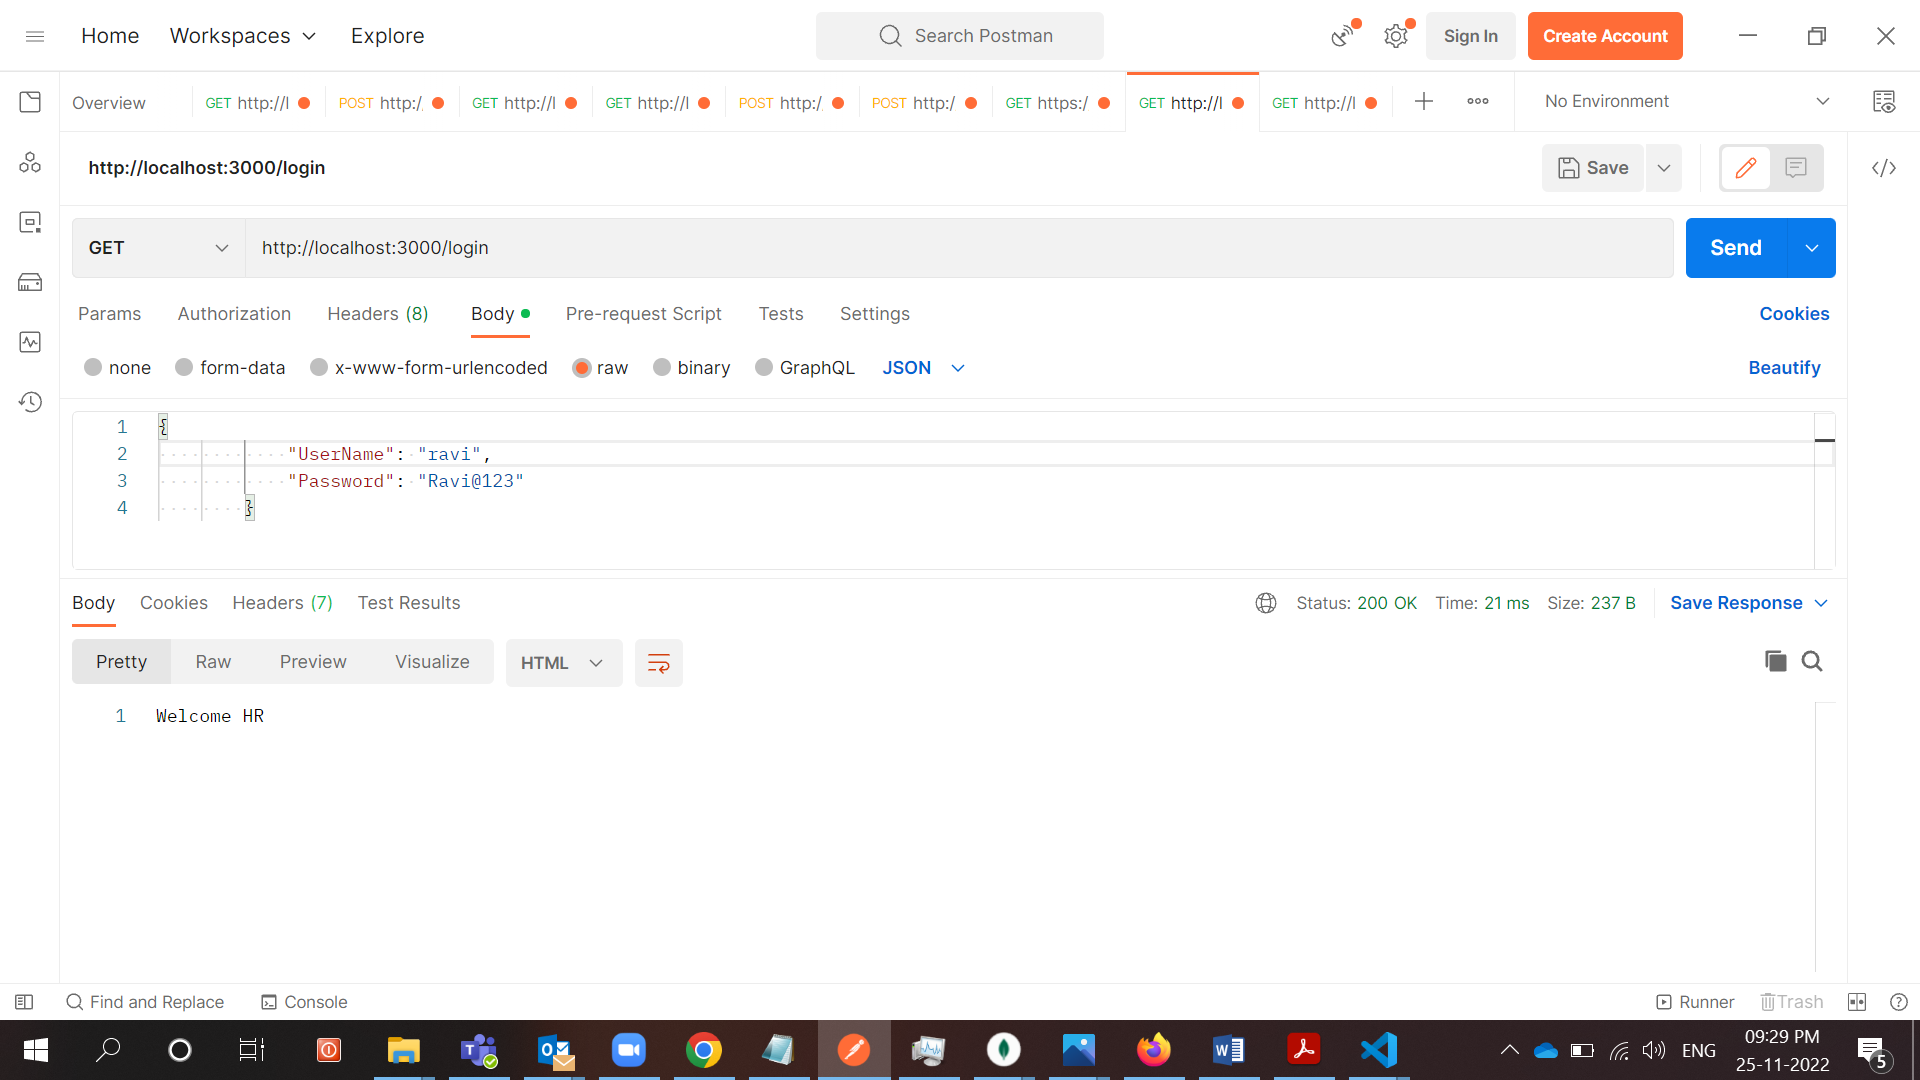 Home Workspaces Explore Search Postman Sign In Create Account
Overview GET http://l POST http:/ GET http://l GET http://l POST http:/ POST http:/ GET https:/ GET http://l GET http://l No Environment
http://localhost:3000/login Save
GET http://localhost:3000/login Send
Params Authorization Headers (8) Body Pre-request Script Tests Settings Cookies
none form-data x-www-form-urlencoded raw binary GraphQL JSON Beautify
1 {
2 "UserName": "ravi",
3 "Password": "Ravi@123"
4 }
Body Cookies Headers (7) Test Results Status: 200 OK Time: 21 ms Size: 237 B Save Response
Pretty Raw Preview Visualize HTML
1 Welcome HR
Find and Replace Console Runner Trash
ENG 09:29 PM
25-11-2022 5